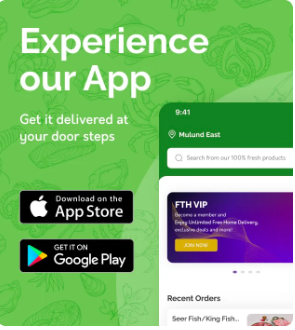 Experience
our App
Get it delivered at
your door steps
Download on the
App Store
GET IT ON
Google Play
9:41
Mulund East
Search from our 100% fresh products
FTH VIP
Become a member and
Enjoy Unlimited Free Home Delivery,
exclusive deals and more!
JOIN NOW
Recent Orders
Seer Fish/King Fish..